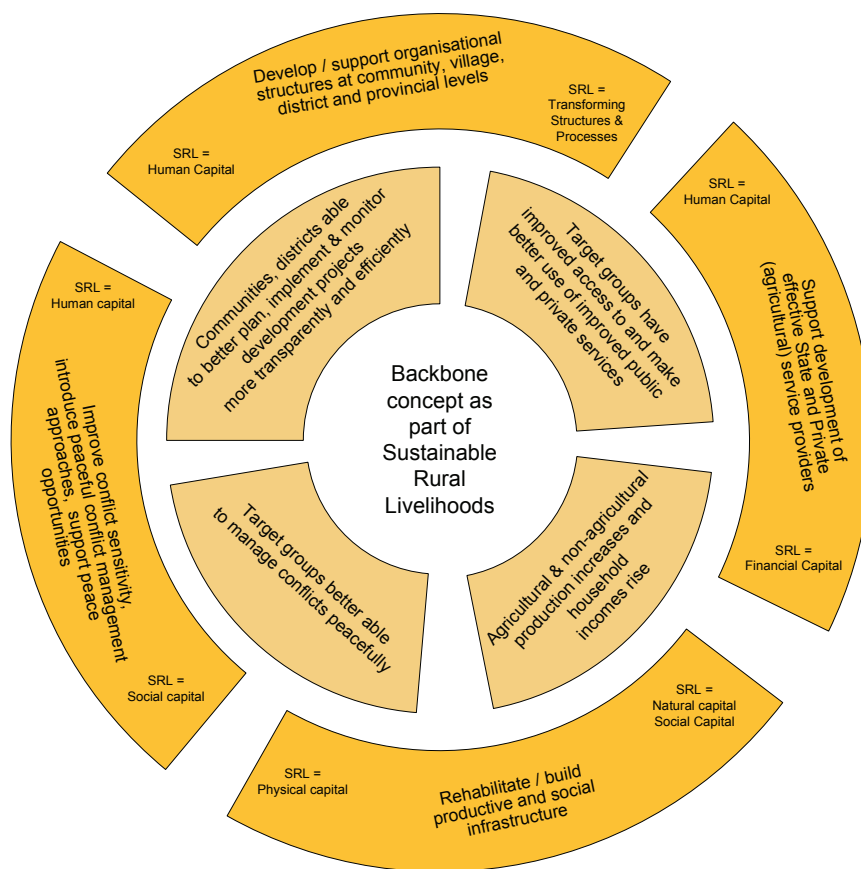 Develop / support organisational
structures at community, village,
district and provincial levels
SRL =
Human Capital
SRL =
Transforming
Structures &
Processes
SRL =
Human Capital
Support development of
effective State and Private
(agricultural) service providers
SRL =
Financial Capital
SRL =
Natural capital
Social Capital
Rehabilitate / build
productive and social
infrastructure
SRL =
Physical capital
SRL =
Human capital
Improve conflict sensitivity,
introduce peaceful conflict management
approaches, support peace
opportunities
SRL =
Social capital
Communities, districts able
to better plan, implement & monitor
development projects
more transparently and efficiently
Target groups have
improved access to and make
better use of improved public
and private services
Agricultural & non-agricultural
production increases and
household
incomes rise
Target groups better able
to manage conflicts peacefully
Backbone
concept as
part of
Sustainable
Rural
Livelihoods